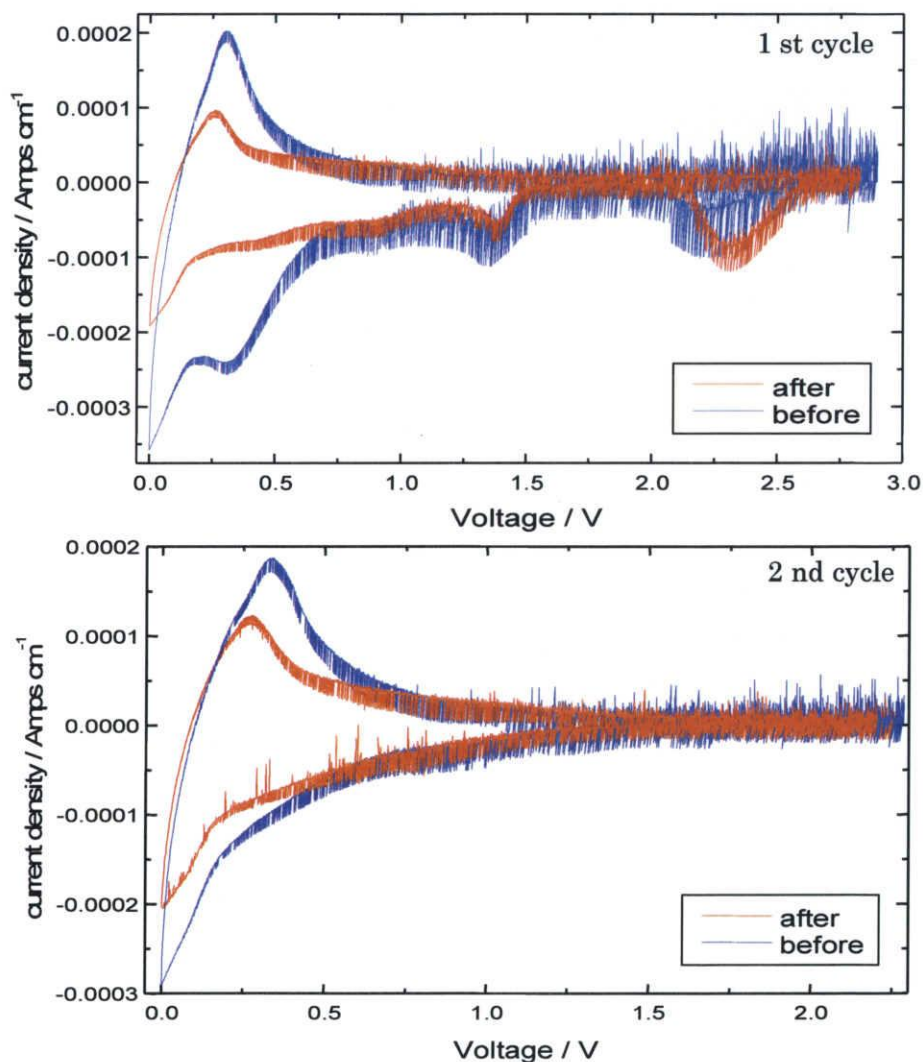 1 st cycle
0.0002
0.0001
0.0000
-0.0001
-0.0002
-0.0003
current density / Amps cm⁻¹
after
before
0.0 0.5 1.0 1.5 2.0 2.5 3.0
Voltage / V
2 nd cycle
0.0002
0.0001
0.0000
-0.0001
-0.0002
-0.0003
current density / Amps cm⁻¹
after
before
0.0 0.5 1.0 1.5 2.0
Voltage / V